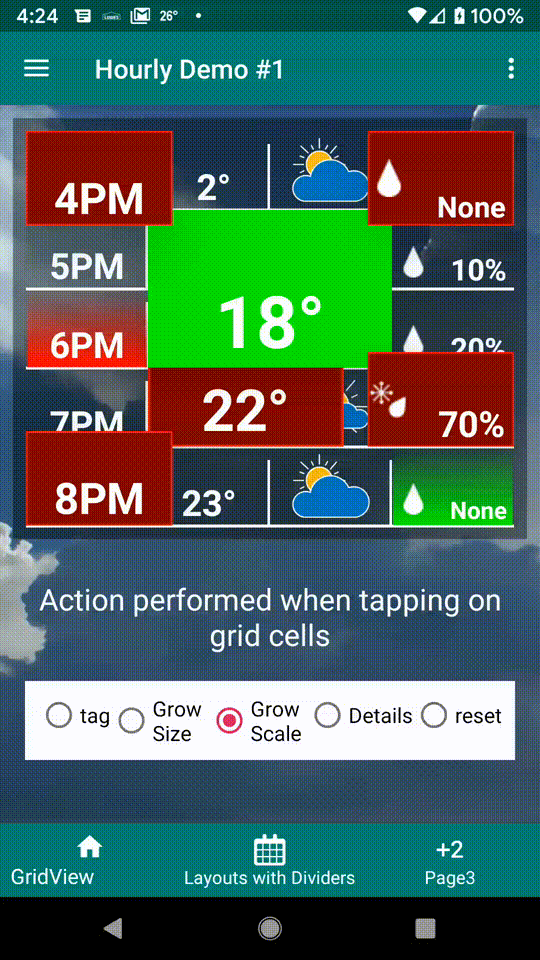 4:24 26° 100%
Hourly Demo #1
4PM 2° None
5PM 18° 10%
6PM 20%
7PM 22° 70%
8PM 23° None
Action performed when tapping on
grid cells
tag Grow Size Grow Scale Details reset
GridView Layouts with Dividers +2 Page3